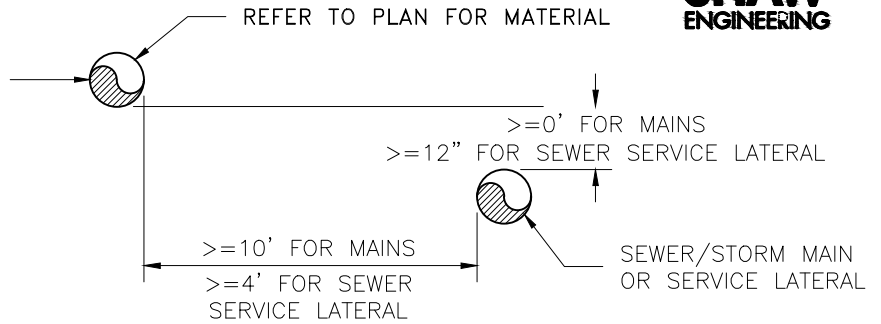 REFER TO PLAN FOR MATERIAL
ENGINEERING
>=0' FOR MAINS
>=12" FOR SEWER SERVICE LATERAL
>=10' FOR MAINS
>=4' FOR SEWER
SERVICE LATERAL
SEWER/STORM MAIN
OR SERVICE LATERAL